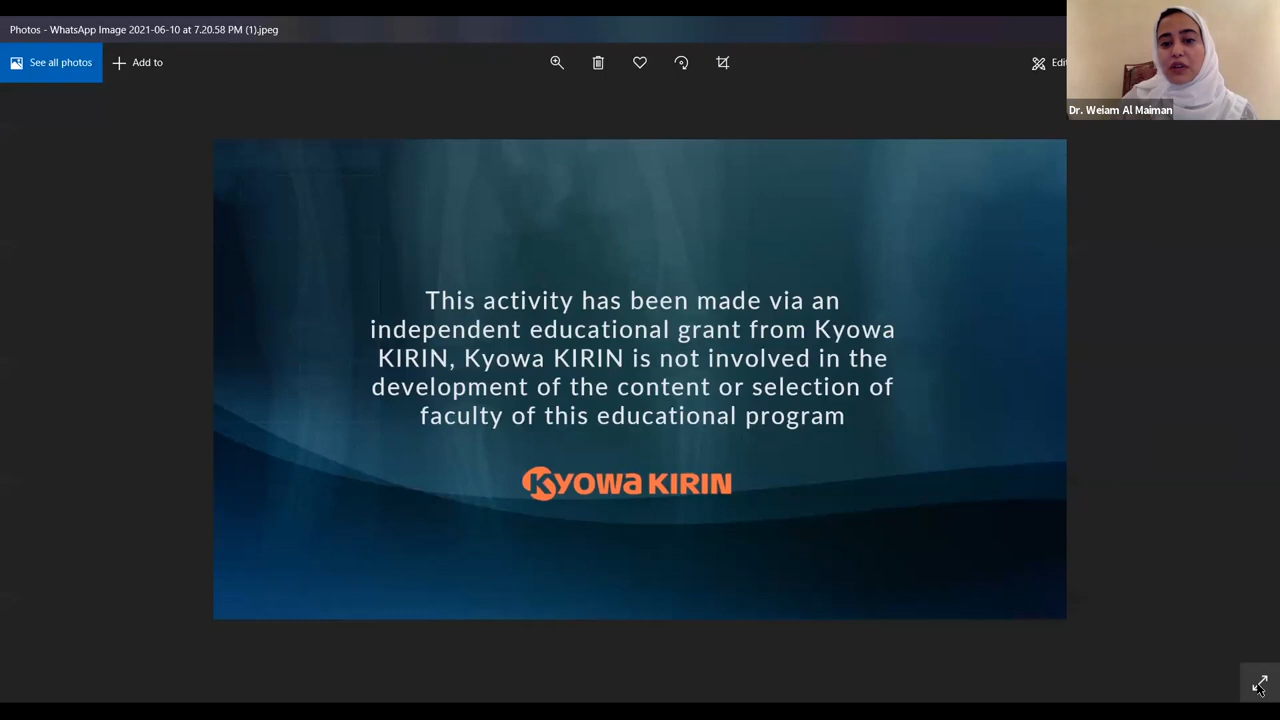 Photos - WhatsApp Image 2021-06-10 at 7.20.58 PM (1).jpeg
See all photos
Add to
Edit
Dr. Weiam Al Maiman
This activity has been made via an
independent educational grant from Kyowa
KIRIN, Kyowa KIRIN is not involved in the
development of the content or selection of
faculty of this educational program
KYOWA KIRIN